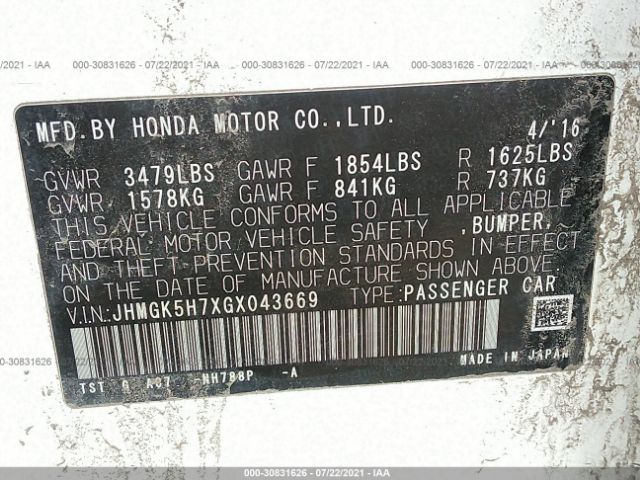 000-30831626 - 07/22/2021 - IAA
MFD.BY HONDA MOTOR CO.,LTD. 4/'16
GVWR 3479LBS GAWR F 1854LBS R 1625LBS
GVWR 1578KG GAWR F 841KG R 737KG
THIS VEHICLE CONFORMS TO ALL APPLICABLE
FEDERAL MOTOR VEHICLE SAFETY ,BUMPER,
AND THEFT PREVENTION STANDARDS IN EFFECT
ON THE DATE OF MANUFACTURE SHOWN ABOVE
V.I.N.:JHMGK5H7XGX043669 TYPE:PASSENGER CAR
MADE IN JAPAN
TST NH788P -A
000-30831626 - 07/22/2021 - IAA